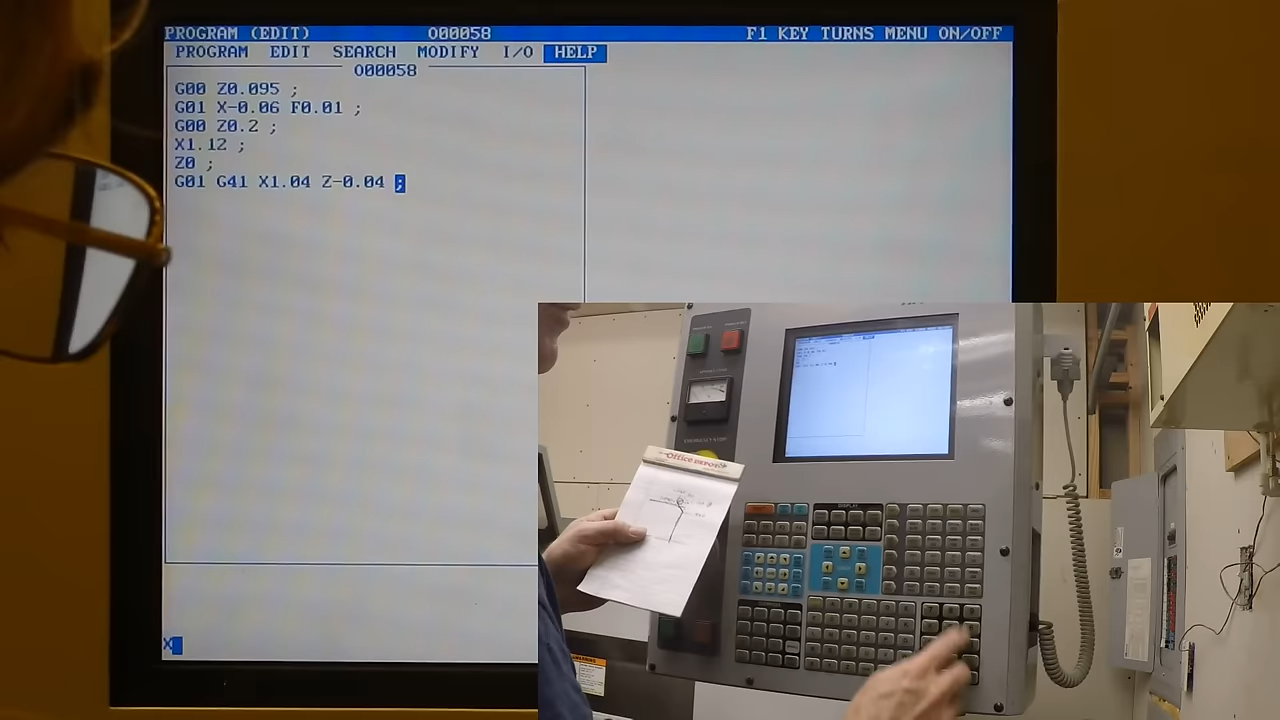 PROGRAM (EDIT) O00058 F1 KEY TURNS MENU ON/OFF
PROGRAM EDIT SEARCH MODIFY I/O HELP
O00058
G00 Z0.095 ;
G01 X-0.06 F0.01 ;
G00 Z0.2 ;
X1.12 ;
Z0 ;
G01 G41 X1.04 Z-0.04 ;
X
Office DEPOT